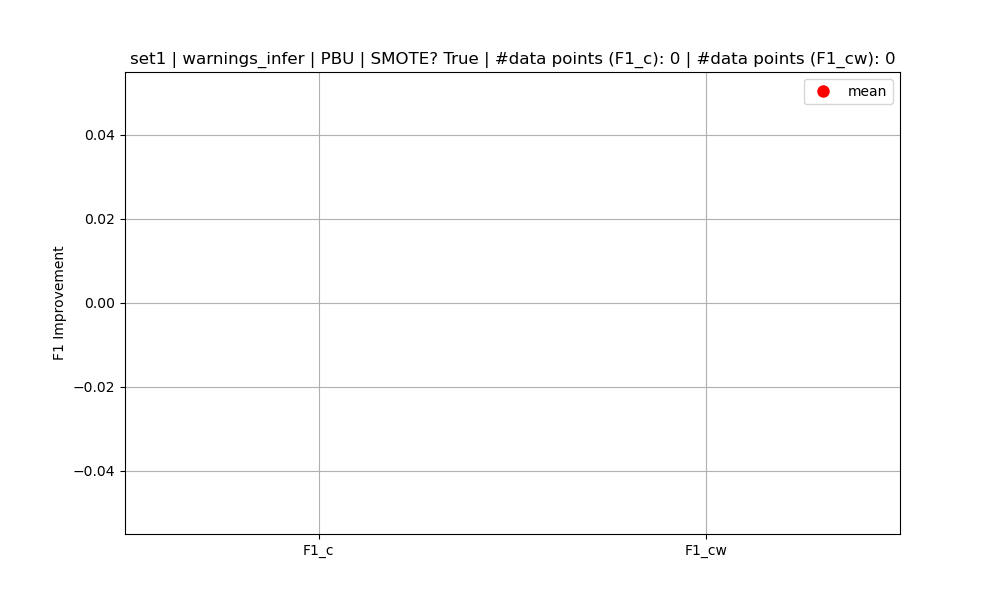 set1 | warnings_infer | PBU | SMOTE? True | #data points (F1_c): 0 | #data points (F1_cw): 0
mean
0.04
0.02
0.00
−0.02
−0.04
F1 Improvement
F1_c
F1_cw